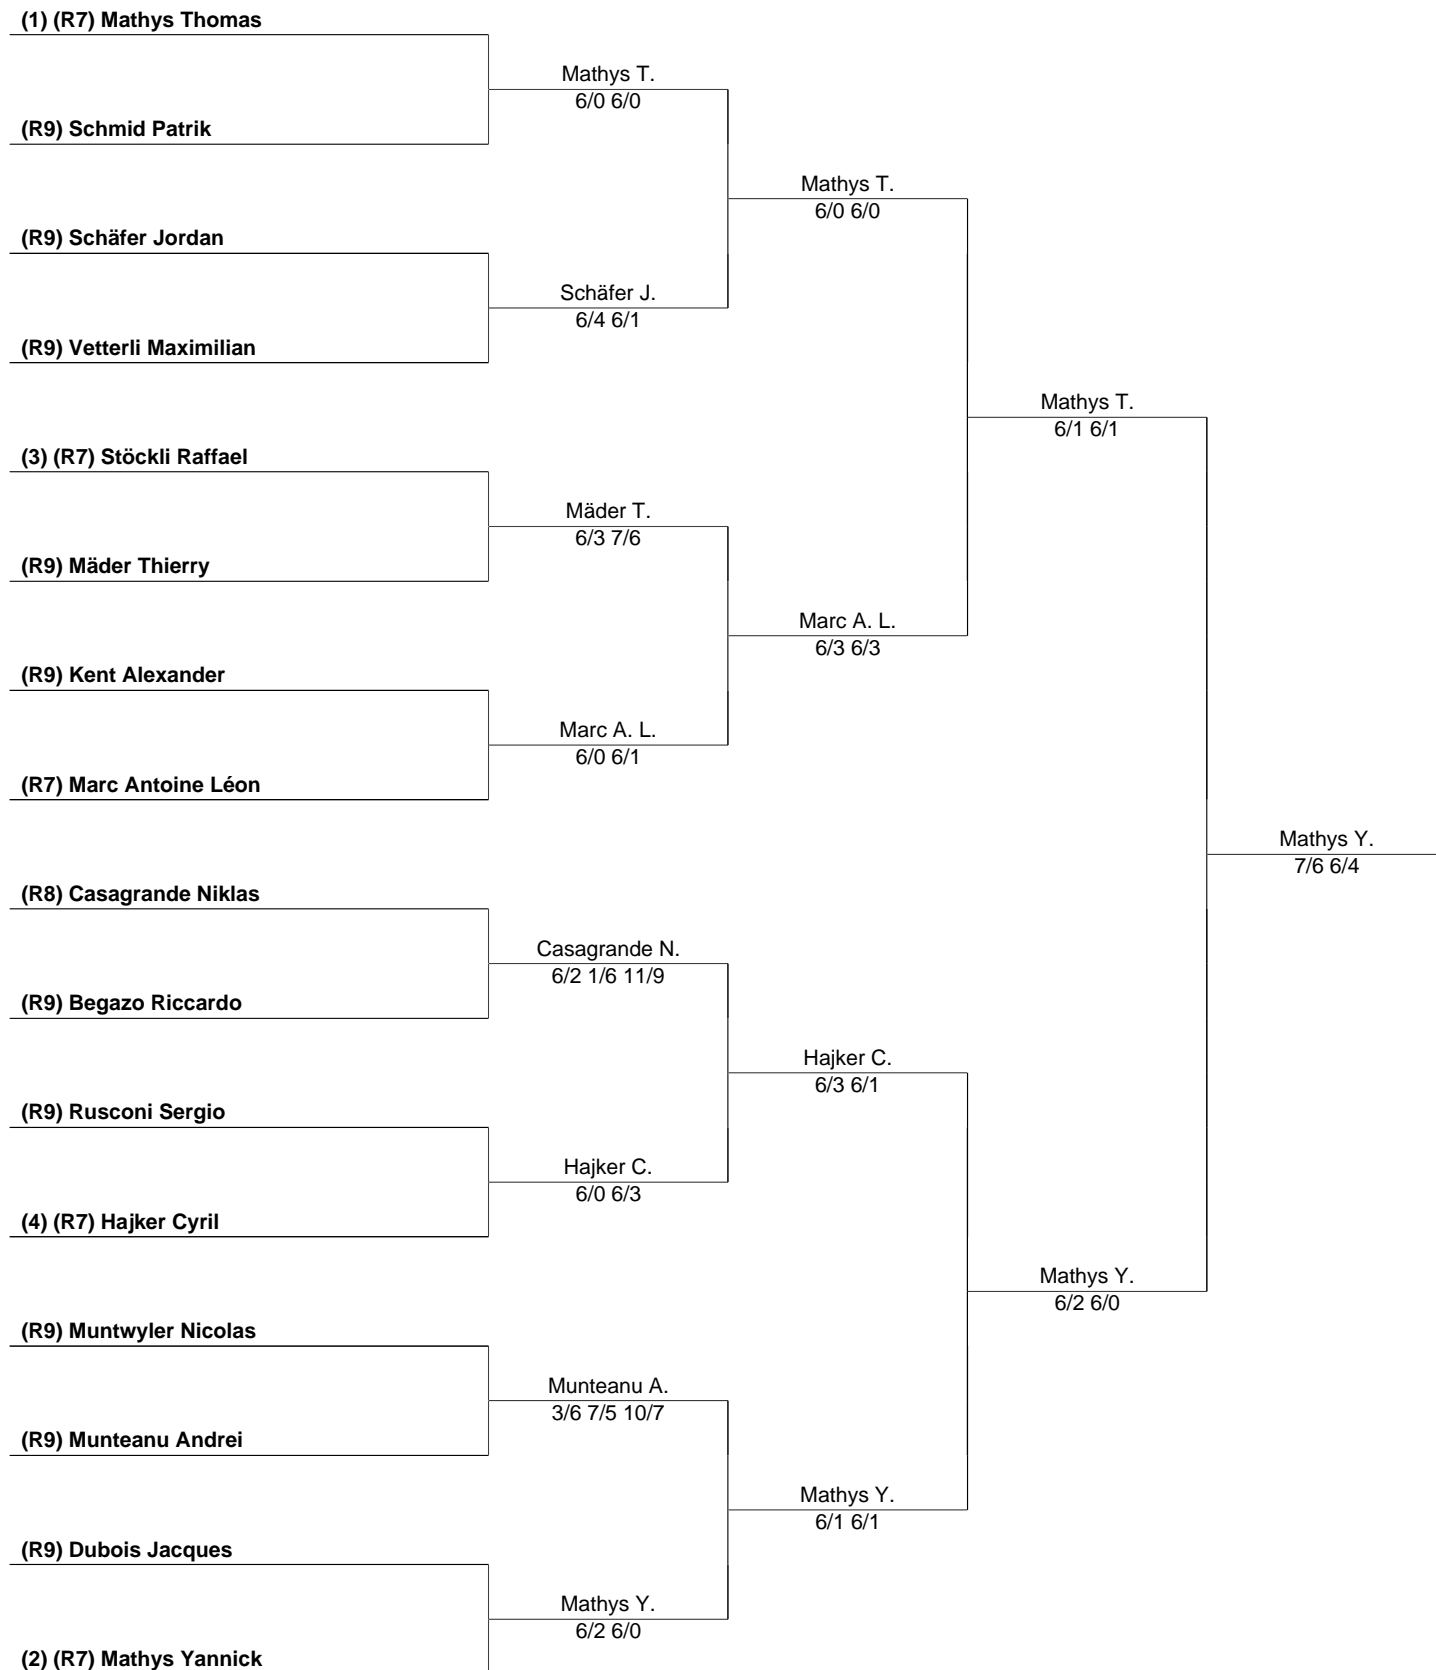 (1) (R7) Mathys Thomas
Mathys T.
6/0 6/0
(R9) Schmid Patrik
Mathys T.
6/0 6/0
(R9) Schäfer Jordan
Schäfer J.
6/4 6/1
(R9) Vetterli Maximilian
Mathys T.
6/1 6/1
(3) (R7) Stöckli Raffael
Mäder T.
6/3 7/6
(R9) Mäder Thierry
Marc A. L.
6/3 6/3
(R9) Kent Alexander
Marc A. L.
6/0 6/1
(R7) Marc Antoine Léon
Mathys Y.
7/6 6/4
(R8) Casagrande Niklas
Casagrande N.
6/2 1/6 11/9
(R9) Begazo Riccardo
Hajker C.
6/3 6/1
(R9) Rusconi Sergio
Hajker C.
6/0 6/3
(4) (R7) Hajker Cyril
Mathys Y.
6/2 6/0
(R9) Muntwyler Nicolas
Munteanu A.
3/6 7/5 10/7
(R9) Munteanu Andrei
Mathys Y.
6/1 6/1
(R9) Dubois Jacques
Mathys Y.
6/2 6/0
(2) (R7) Mathys Yannick